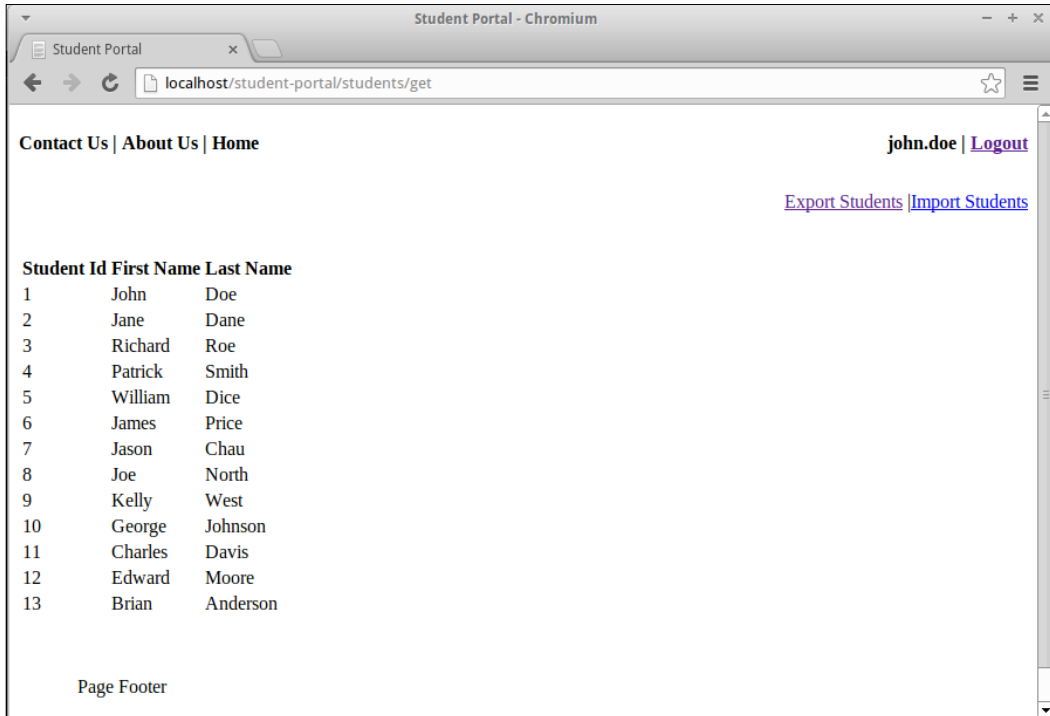 Student Portal - Chromium
Student Portal
localhost/student-portal/students/get
Contact Us | About Us | Home john.doe | Logout
Export Students |Import Students
Student Id First Name Last Name
1 John Doe
2 Jane Dane
3 Richard Roe
4 Patrick Smith
5 William Dice
6 James Price
7 Jason Chau
8 Joe North
9 Kelly West
10 George Johnson
11 Charles Davis
12 Edward Moore
13 Brian Anderson
Page Footer